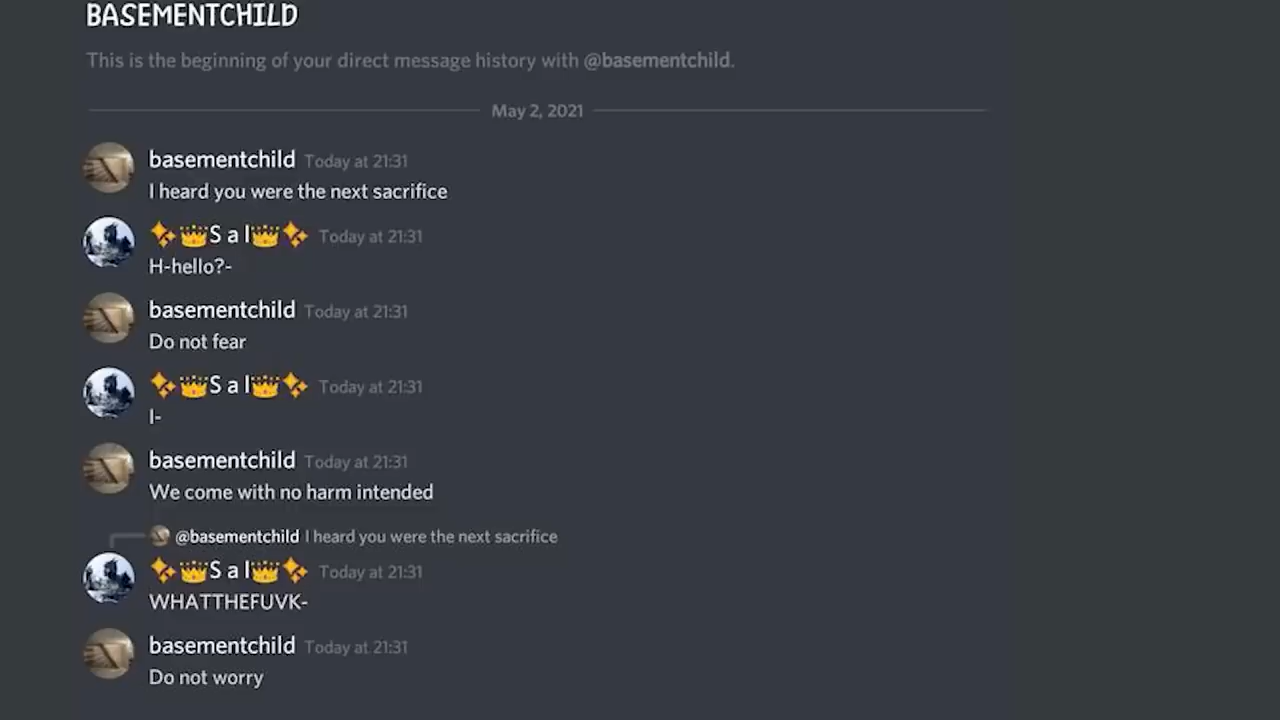 BASEMENTCHILD
This is the beginning of your direct message history with @basementchild.
May 2, 2021
basementchild Today at 21:31
I heard you were the next sacrifice
✨👑S a l👑✨ Today at 21:31
H-hello?-
basementchild Today at 21:31
Do not fear
✨👑S a l👑✨ Today at 21:31
I-
basementchild Today at 21:31
We come with no harm intended
@basementchild I heard you were the next sacrifice
✨👑S a l👑✨ Today at 21:31
WHATTHEFUVK-
basementchild Today at 21:31
Do not worry